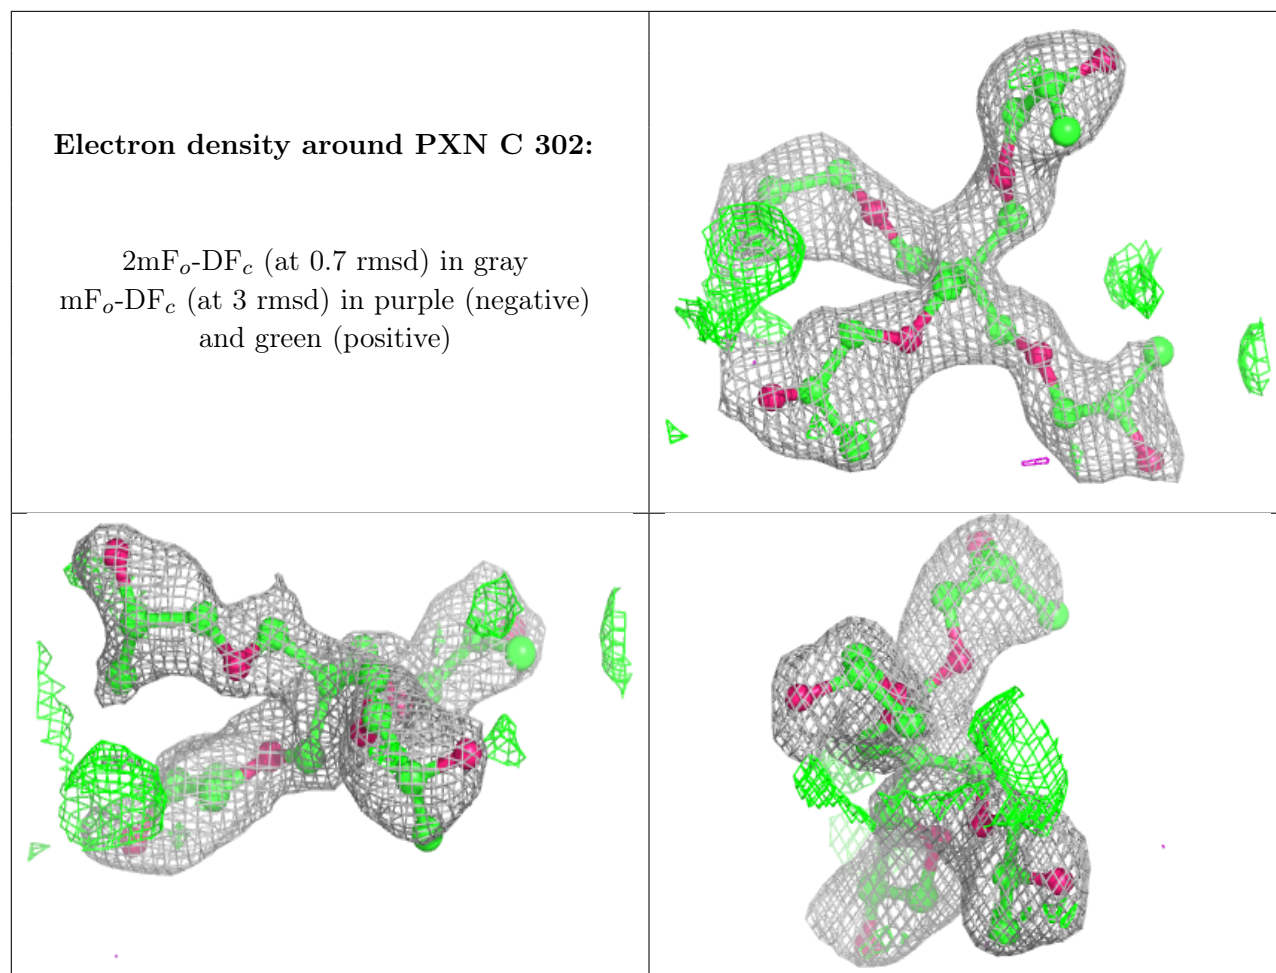 Electron density around PXN C 302:
2mFo-DFc (at 0.7 rmsd) in gray
mFo-DFc (at 3 rmsd) in purple (negative)
and green (positive)